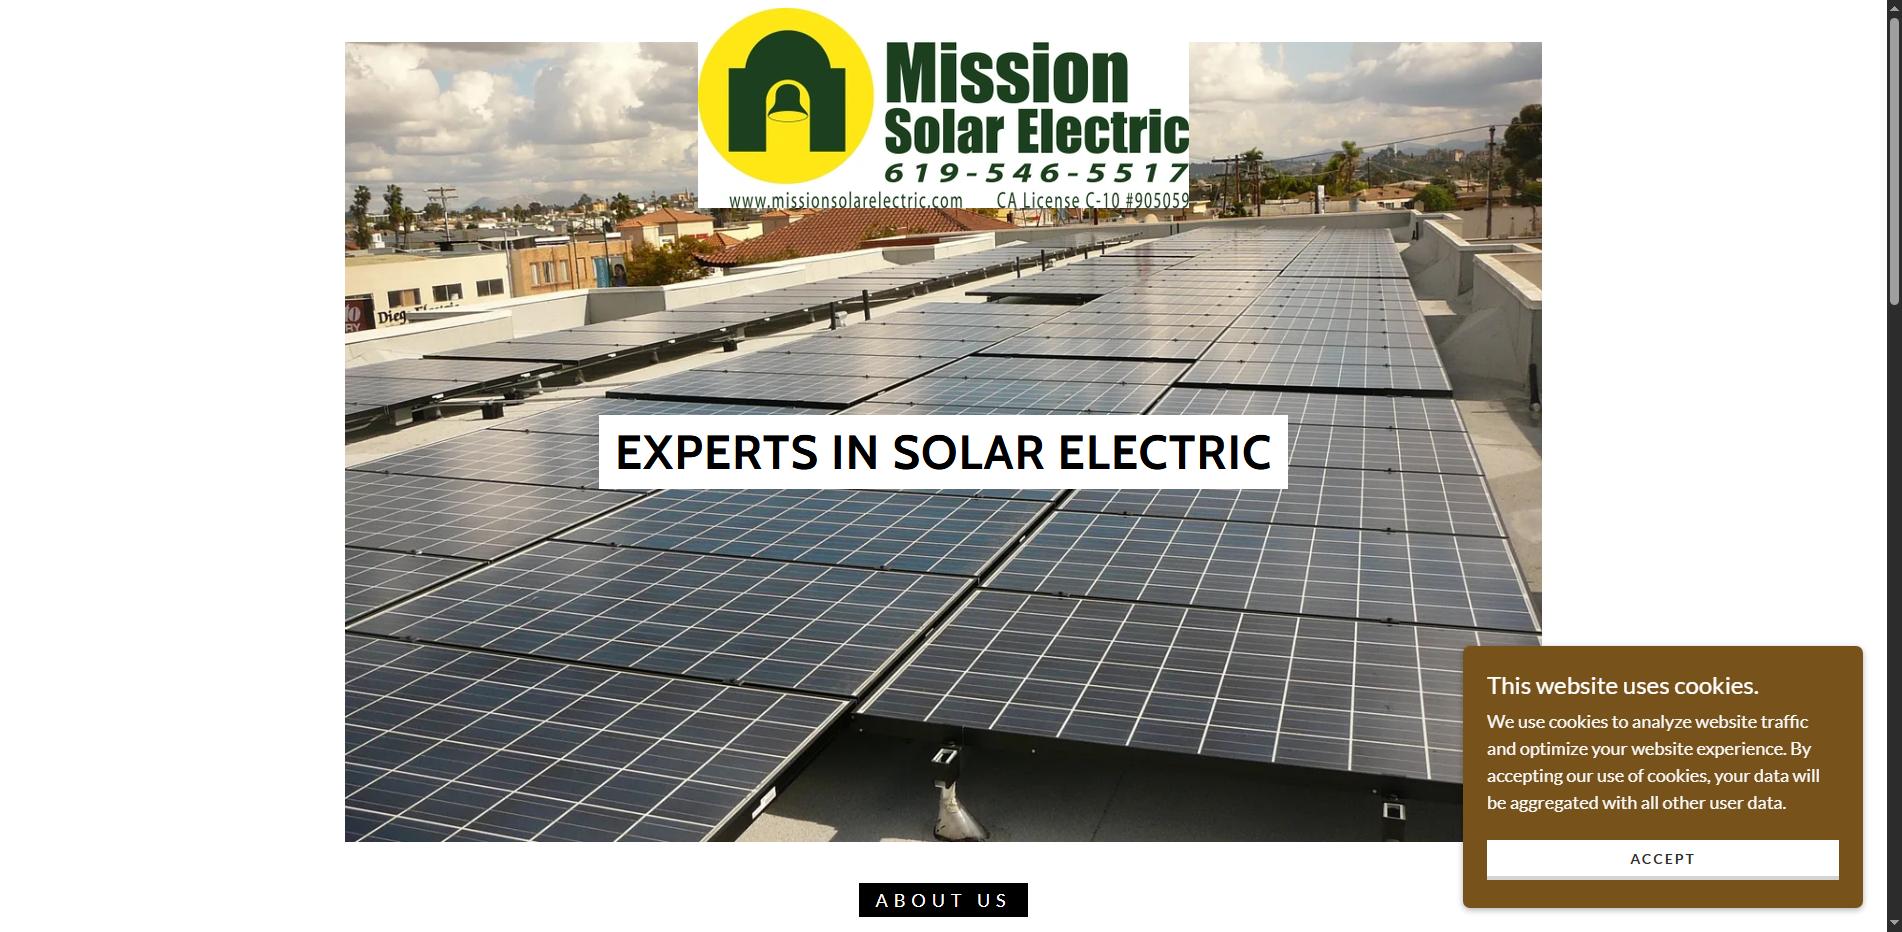 Mission
Solar Electric
619-546-5517
www.missionsolarelectric.com CA License C-10 #905059
EXPERTS IN SOLAR ELECTRIC
This website uses cookies.
We use cookies to analyze website traffic
and optimize your website experience. By
accepting our use of cookies, your data will
be aggregated with all other user data.
ACCEPT
ABOUT US